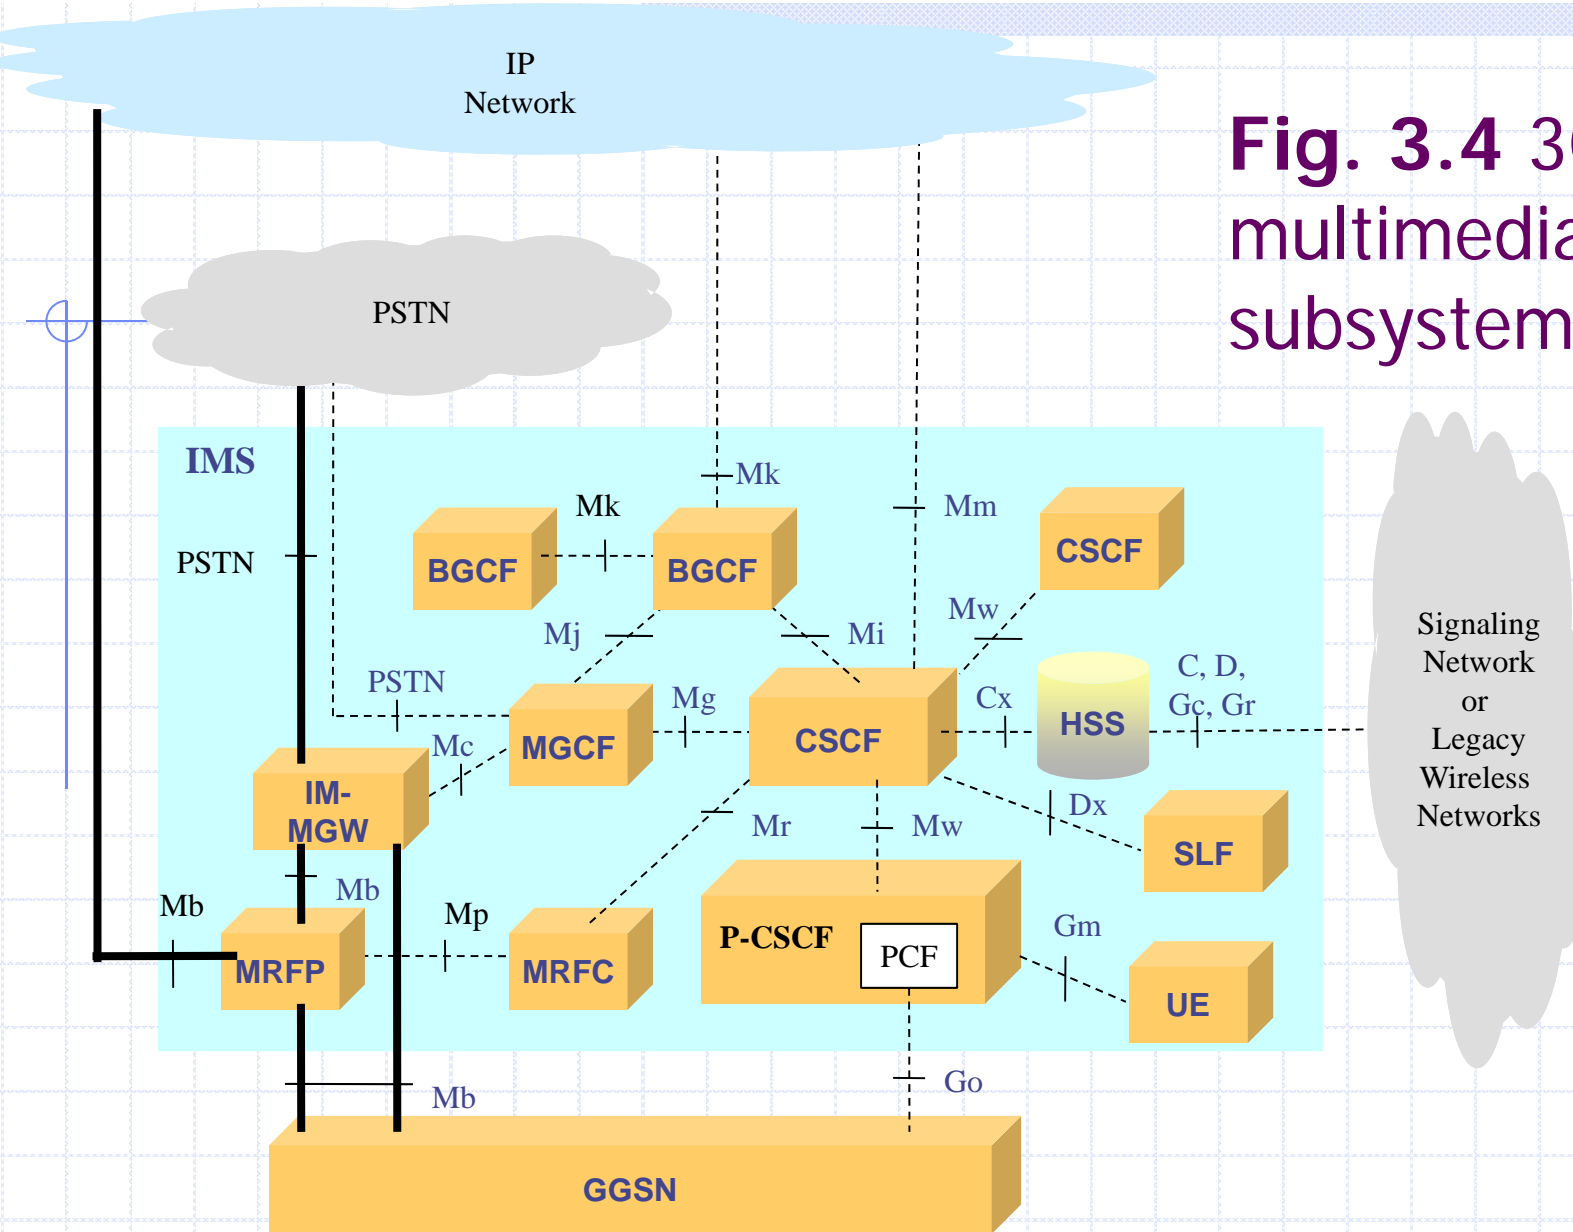 IP
Network
Fig. 3.4
multimedia
subsystem
PSTN
IMS
Mk
Mk
Mm
PSTN
BGCF
BGCF
CSCF
Mw
Mj
Mi
Signaling
Network
or
Legacy
Wireless
Networks
PSTN
Mg
Cx
C, D,
Gc, Gr
MGCF
CSCF
HSS
Mc
IM-
MGW
Mr
Mw
Dx
SLF
Mb
Mb
Mp
P-CSCF
PCF
Gm
MRFP
MRFC
UE
Mb
Go
GGSN